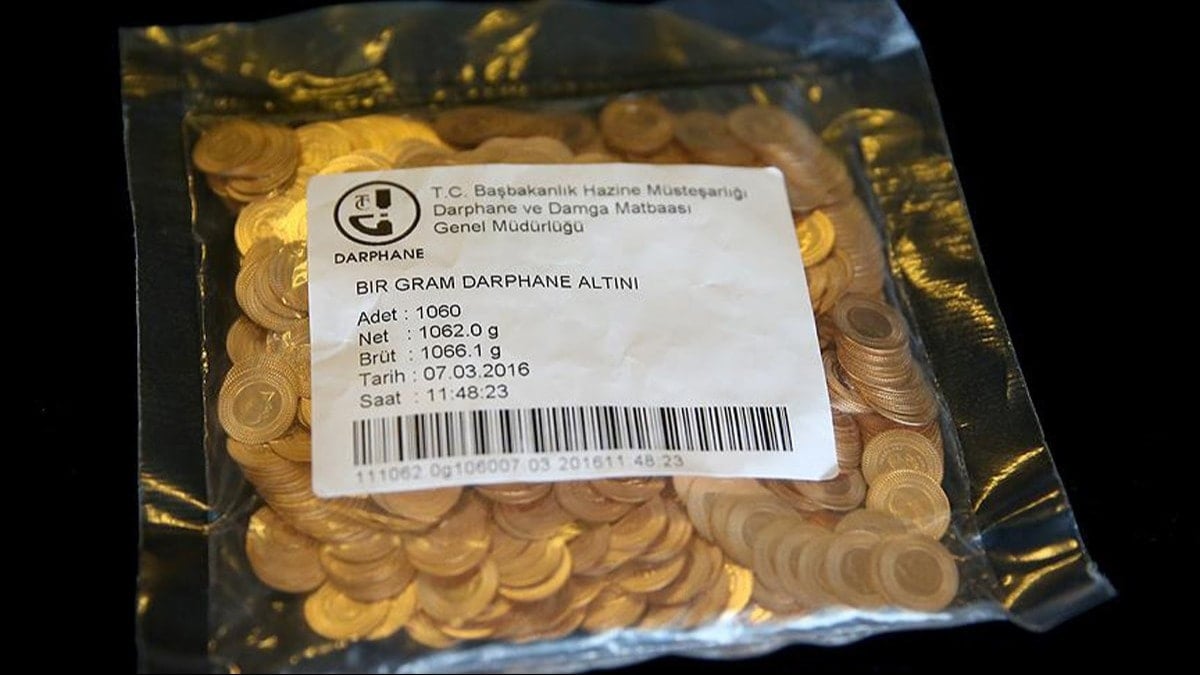 TC
T.C. Başbakanlık Hazine Müsteşarlığı
Darphane ve Damga Matbaası
Genel Müdürlüğü
DARPHANE
BIR GRAM DARPHANE ALTINI
Adet : 1060
Net : 1062.0 g
Brüt : 1066.1 g
Tarih : 07.03.2016
Saat : 11:48:23
111062 0g106007 03 201611 48:23